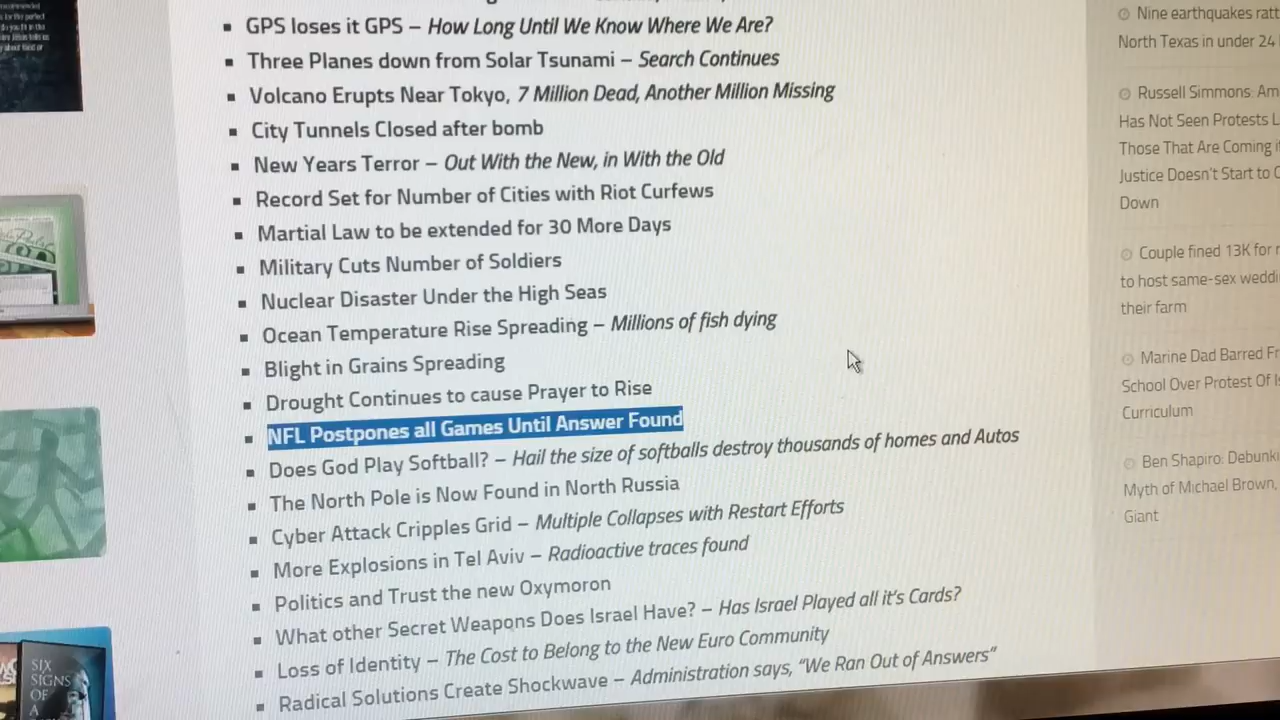 GPS loses it GPS – How Long Until We Know Where We Are?
Three Planes down from Solar Tsunami – Search Continues
Volcano Erupts Near Tokyo, 7 Million Dead, Another Million Missing
City Tunnels Closed after bomb
New Years Terror – Out With the New, in With the Old
Record Set for Number of Cities with Riot Curfews
Martial Law to be extended for 30 More Days
Military Cuts Number of Soldiers
Nuclear Disaster Under the High Seas
Ocean Temperature Rise Spreading – Millions of fish dying
Blight in Grains Spreading
Drought Continues to cause Prayer to Rise
NFL Postpones all Games Until Answer Found
Does God Play Softball? – Hail the size of softballs destroy thousands of homes and Autos
The North Pole is Now Found in North Russia
Cyber Attack Cripples Grid – Multiple Collapses with Restart Efforts
More Explosions in Tel Aviv – Radioactive traces found
Politics and Trust the new Oxymoron
What other Secret Weapons Does Israel Have? – Has Israel Played all it's Cards?
Loss of Identity – The Cost to Belong to the New Euro Community
Radical Solutions Create Shockwave – Administration says, "We Ran Out of Answers"
Nine earthquakes ratt
North Texas in under 24
Russell Simmons: Am
Has Not Seen Protests L
Those That Are Coming i
Justice Doesn't Start to C
Down
Couple fined 13K for r
to host same-sex weddi
their farm
Marine Dad Barred Fr
School Over Protest Of Is
Curriculum
Ben Shapiro: Debunki
Myth of Michael Brown,
Giant
SIX
SIGNS
OF
A